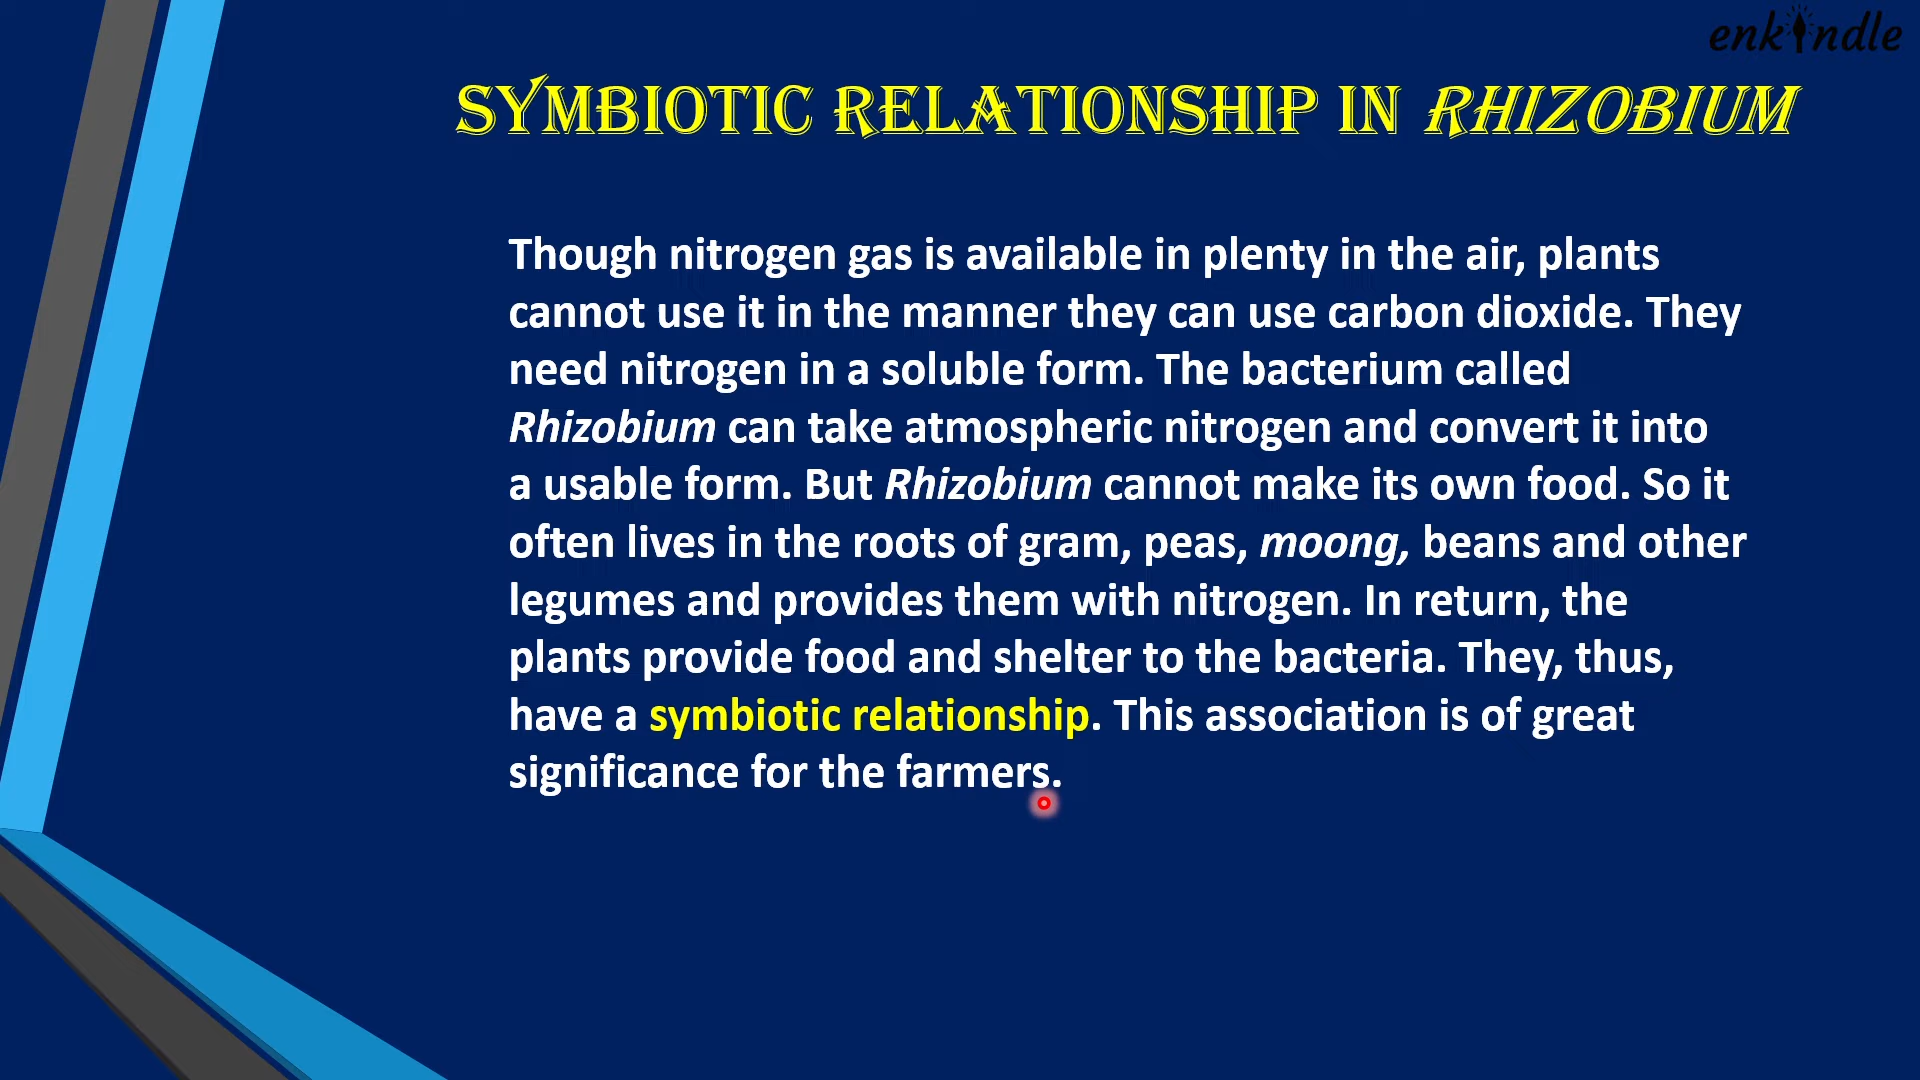 enkindle
SYMBIOTIC RELATIONSHIP IN RHIZOBIUM
Though nitrogen gas is available in plenty in the air, plants
cannot use it in the manner they can use carbon dioxide. They
need nitrogen in a soluble form. The bacterium called
Rhizobium can take atmospheric nitrogen and convert it into
a usable form. But Rhizobium cannot make its own food. So it
often lives in the roots of gram, peas, moong, beans and other
legumes and provides them with nitrogen. In return, the
plants provide food and shelter to the bacteria. They, thus,
have a symbiotic relationship. This association is of great
significance for the farmers.